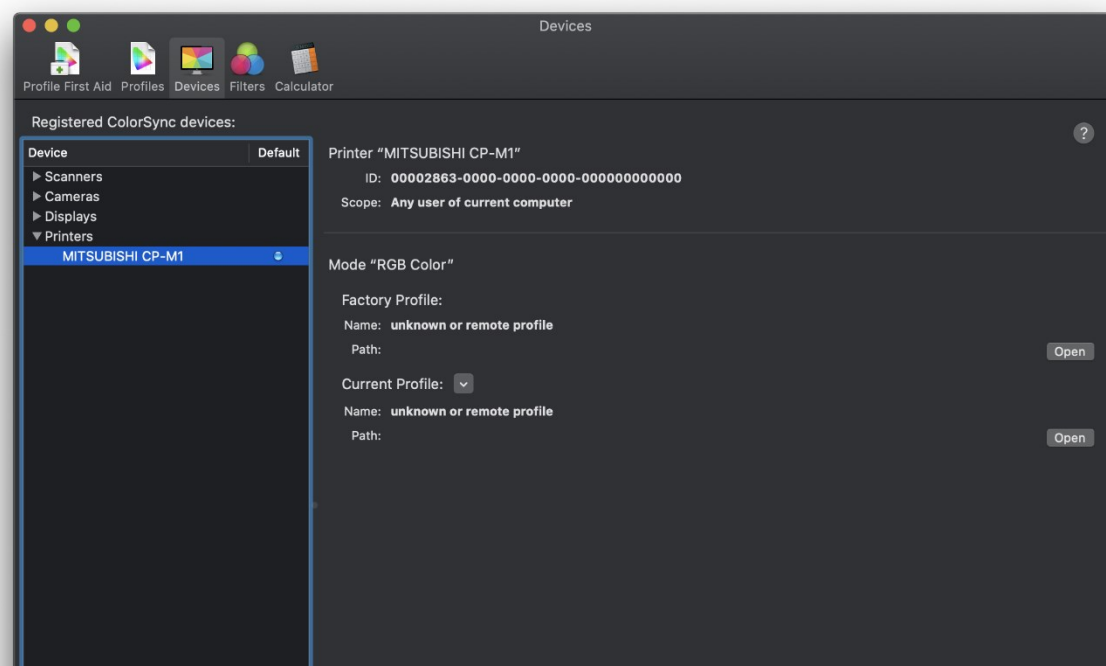 Devices
Profile First Aid Profiles Devices Filters Calculator
Registered ColorSync devices:
?
Device Default
Scanners
Cameras
Displays
Printers
MITSUBISHI CP-M1
Printer “MITSUBISHI CP-M1”
ID: 00002863-0000-0000-0000-000000000000
Scope: Any user of current computer
Mode “RGB Color”
Factory Profile:
Name: unknown or remote profile
Path:
Open
Current Profile:
Name: unknown or remote profile
Path:
Open